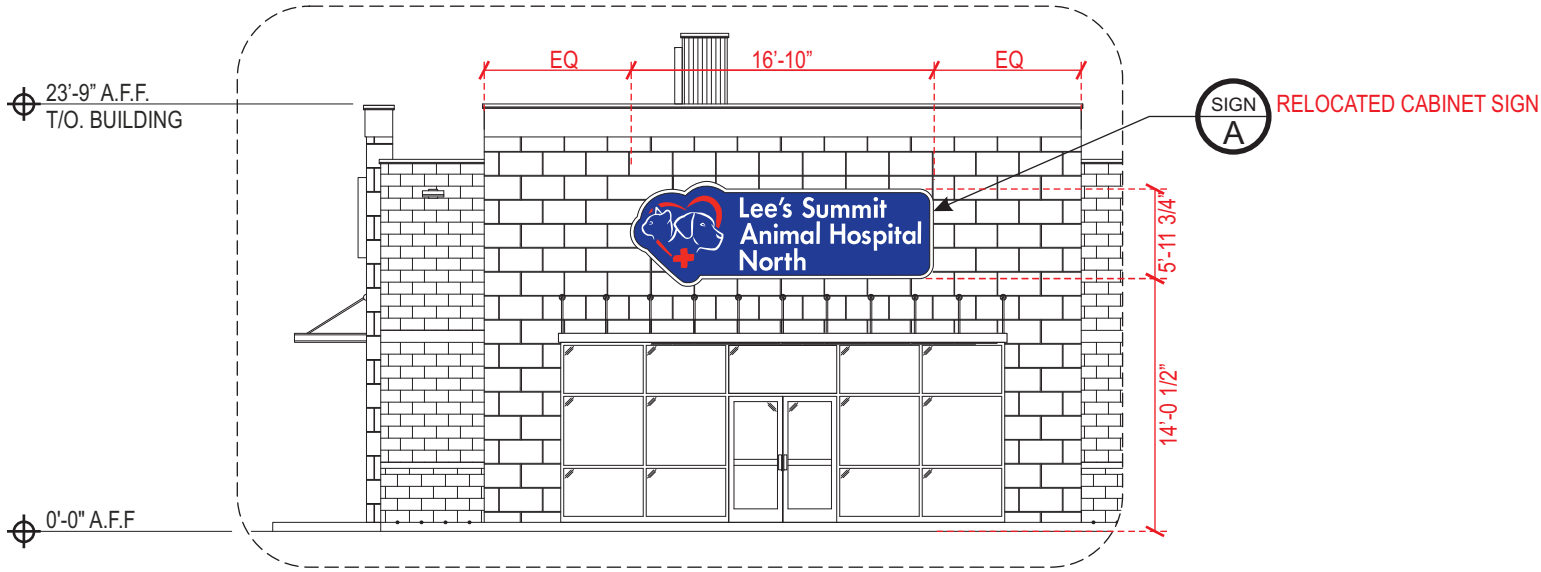 EQ
16’-10”
EQ
23’-9” A.F.F.
T/O. BUILDING
SIGN
A
RELOCATED CABINET SIGN
Lee’s Summit
Animal Hospital
North
5’-11 3/4”
14’-0 1/2”
0'-0" A.F.F